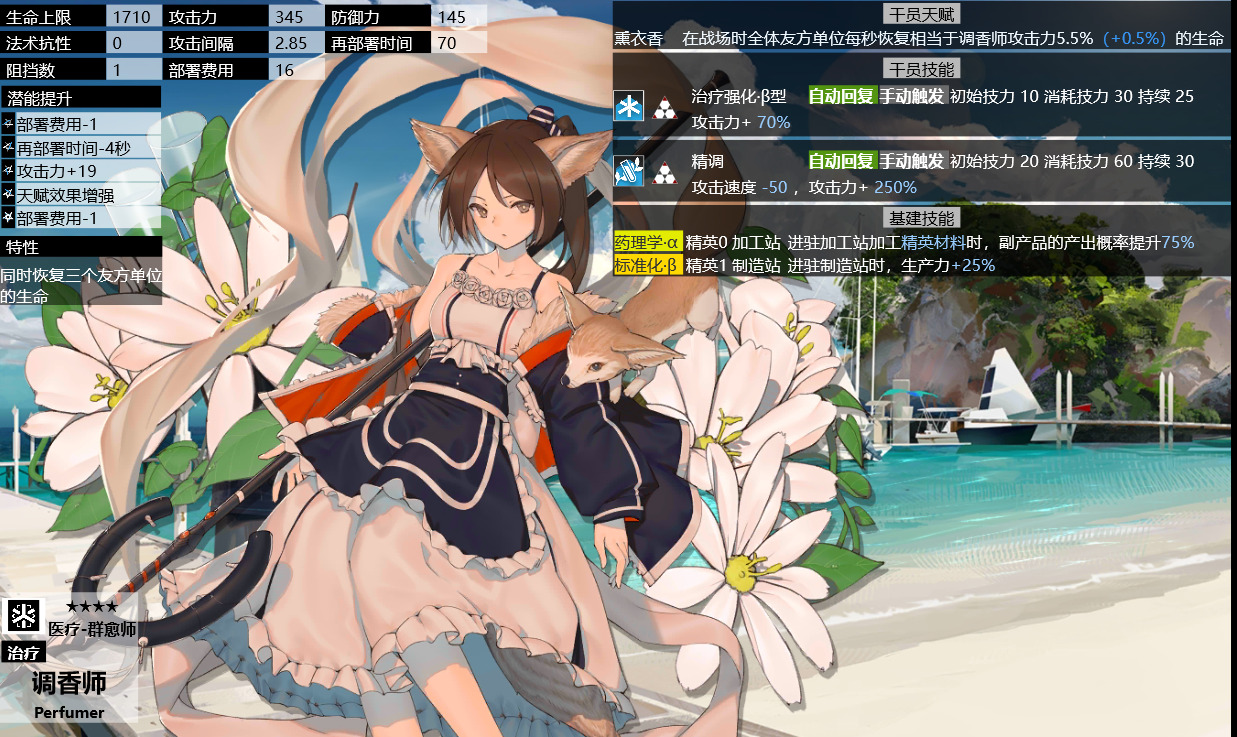 生命上限 1710 攻击力 345 防御力 145
法术抗性 0 攻击间隔 2.85 再部署时间 70
阻挡数 1 部署费用 16
潜能提升
部署费用-1
再部署时间-4秒
攻击力+19
天赋效果增强
部署费用-1
特性
同时恢复三个友方单位
的生命
干员天赋
熏衣香 在战场时全体友方单位每秒恢复相当于调香师攻击力5.5%（+0.5%）的生命
干员技能
治疗强化·β型 自动回复 手动触发 初始技力 10 消耗技力 30 持续 25
攻击力+ 70%
精调 自动回复 手动触发 初始技力 20 消耗技力 60 持续 30
攻击速度 -50 ，攻击力+ 250%
基建技能
药理学·α 精英0 加工站 进驻加工站加工精英材料时，副产品的产出概率提升75%
标准化·β 精英1 制造站 进驻制造站时，生产力+25%
★★★★
医疗-群愈师
治疗
调香师
Perfumer